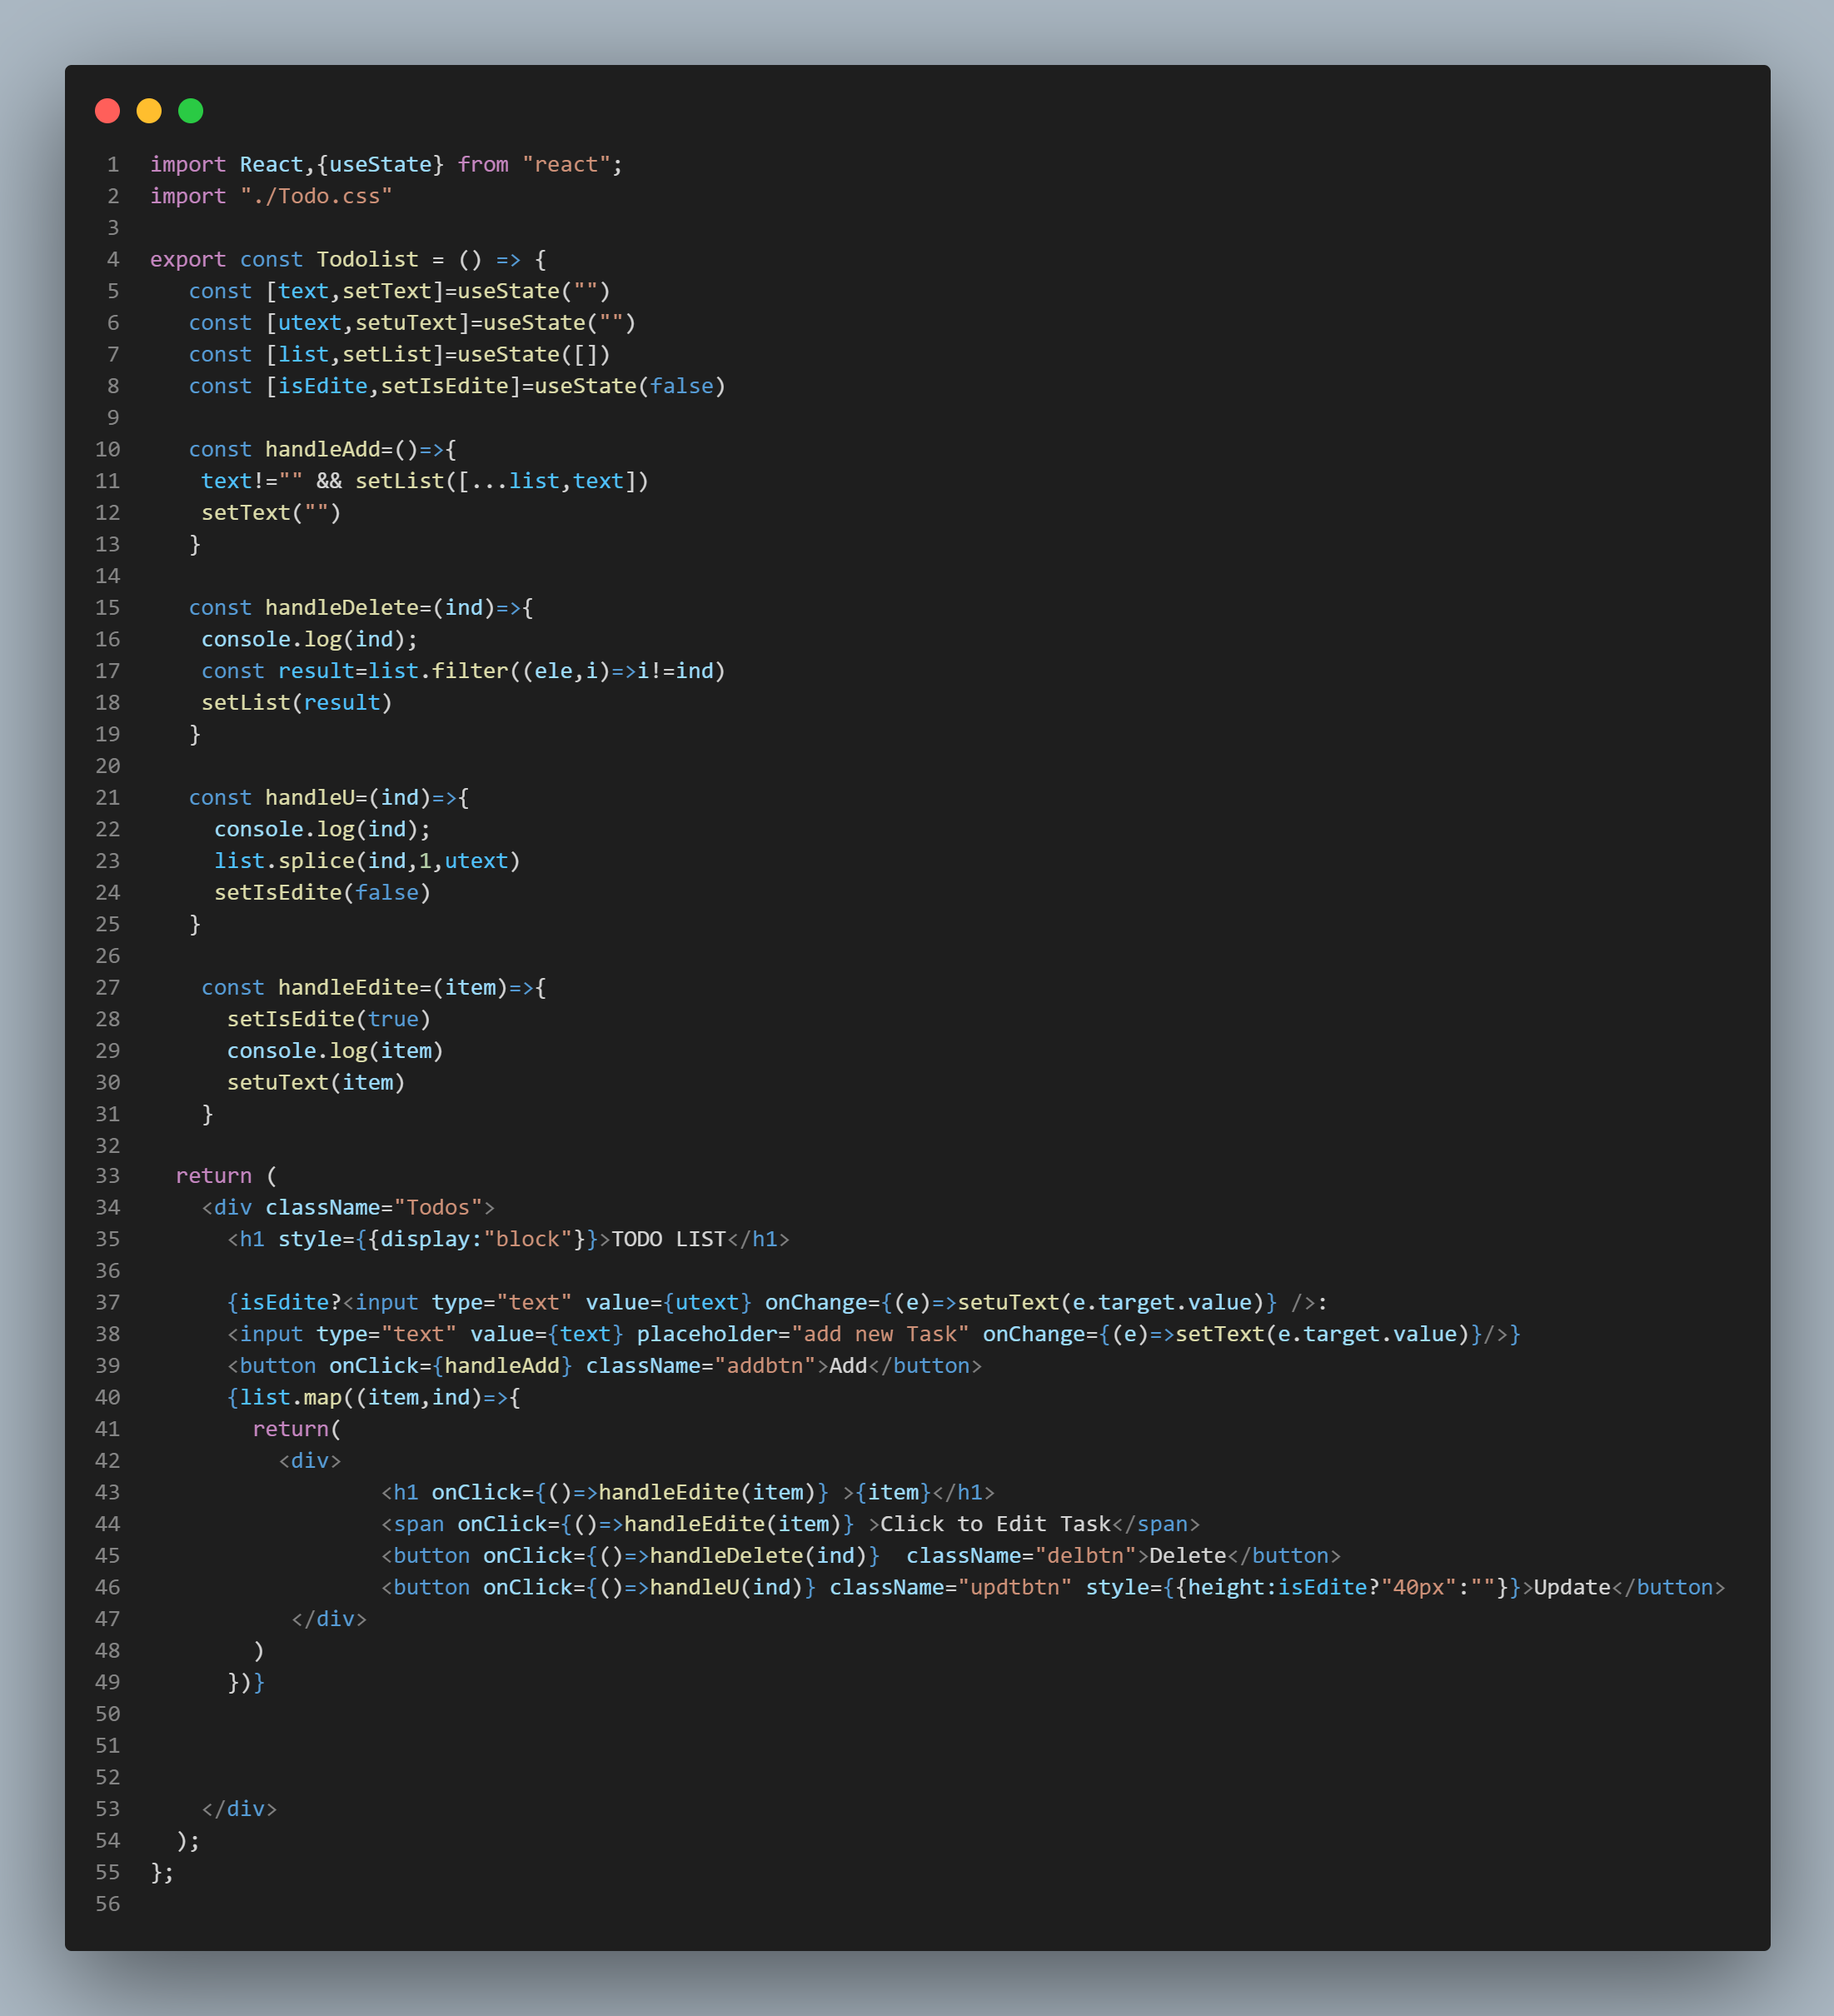 1 import React,{useState} from "react";
2 import "./Todo.css"
3
4 export const Todolist = () => {
5    const [text,setText]=useState("")
6    const [utext,setuText]=useState("")
7    const [list,setList]=useState([])
8    const [isEdite,setIsEdite]=useState(false)
9
10    const handleAdd=()=>{
11     text!="" && setList([...list,text])
12     setText("")
13    }
14
15    const handleDelete=(ind)=>{
16     console.log(ind);
17     const result=list.filter((ele,i)=>i!=ind)
18     setList(result)
19    }
20
21    const handleU=(ind)=>{
22      console.log(ind);
23      list.splice(ind,1,utext)
24      setIsEdite(false)
25    }
26
27     const handleEdite=(item)=>{
28       setIsEdite(true)
29       console.log(item)
30       setuText(item)
31     }
32
33   return (
34     <div className="Todos">
35       <h1 style={{display:"block"}}>TODO LIST</h1>
36
37       {isEdite?<input type="text" value={utext} onChange={(e)=>setuText(e.target.value)} />:
38       <input type="text" value={text} placeholder="add new Task" onChange={(e)=>setText(e.target.value)}/>}
39       <button onClick={handleAdd} className="addbtn">Add</button>
40       {list.map((item,ind)=>{
41         return(
42           <div>
43                   <h1 onClick={()=>handleEdite(item)} >{item}</h1>
44                   <span onClick={()=>handleEdite(item)} >Click to Edit Task</span>
45                   <button onClick={()=>handleDelete(ind)}  className="delbtn">Delete</button>
46                   <button onClick={()=>handleU(ind)} className="updtbtn" style={{height:isEdite?"40px":""}}>Update</button>
47            </div>
48         )
49       })}
50
51
52
53     </div>
54   );
55 };
56